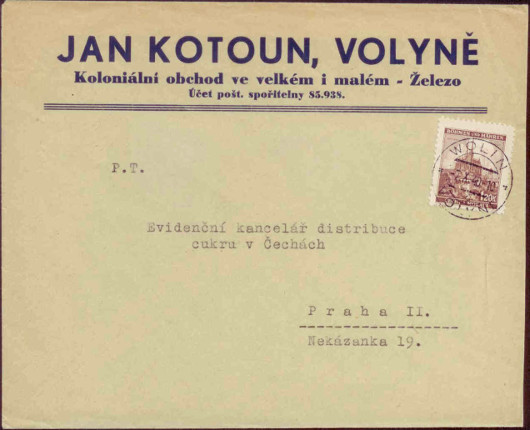 JAN KOTOUN, VOLYNĚ
Koloniální obchod ve velkém i malém - Železo
Účet pošt. spořitelny 85.938.
WOLIN
P.T.
Evidenční kancelář distribuce
cukru v Čechách
Praha II.
Nekázanka 19.